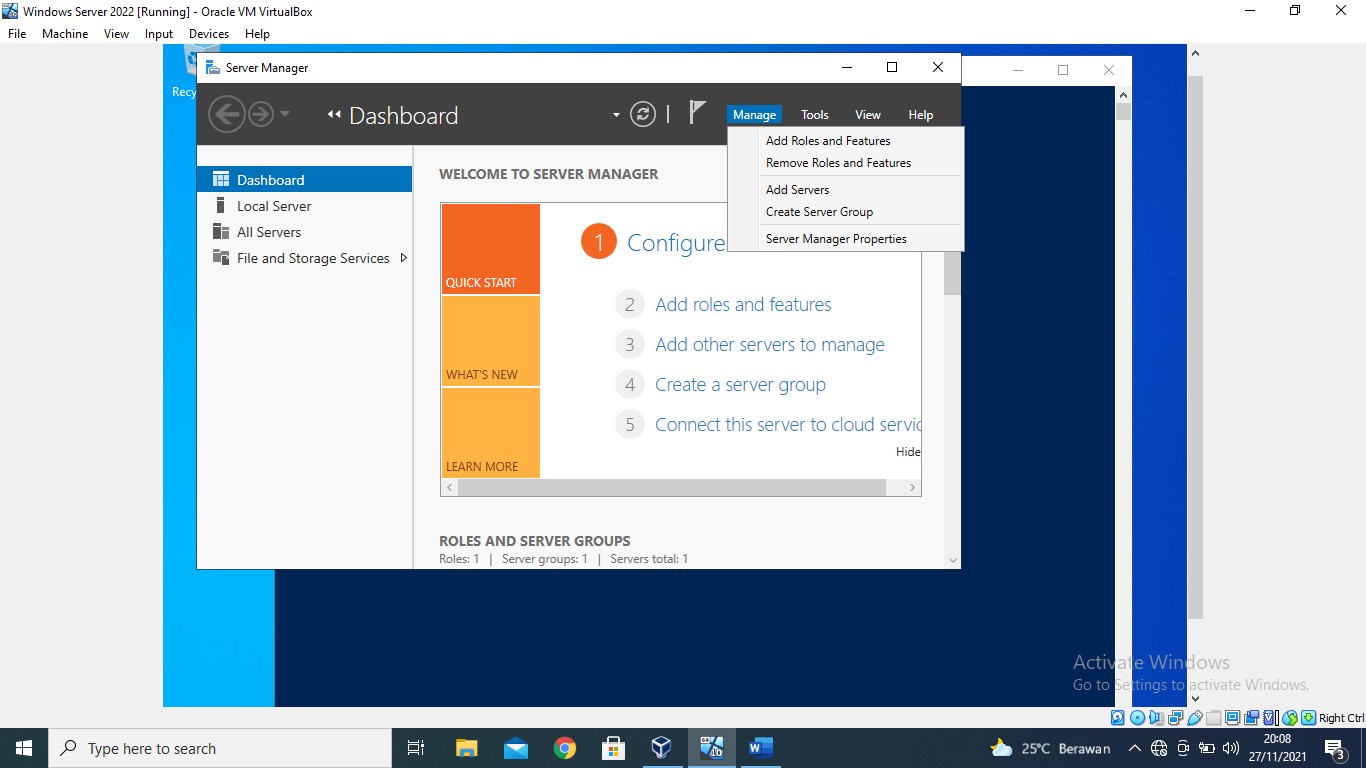 Windows Server 2022 [Running] - Oracle VM VirtualBox
File Machine View Input Devices Help
Recy
Server Manager
Dashboard
Manage Tools View Help
Add Roles and Features
Remove Roles and Features
Add Servers
Create Server Group
Server Manager Properties
Dashboard
Local Server
All Servers
File and Storage Services
WELCOME TO SERVER MANAGER
QUICK START
WHAT'S NEW
LEARN MORE
1 Configure
2 Add roles and features
3 Add other servers to manage
4 Create a server group
5 Connect this server to cloud servic
Hide
ROLES AND SERVER GROUPS
Roles: 1 | Server groups: 1 | Servers total: 1
Activate Windows
Go to Settings to activate Windows.
Right Ctrl
Type here to search
25°C Berawan
20:08
27/11/2021
3